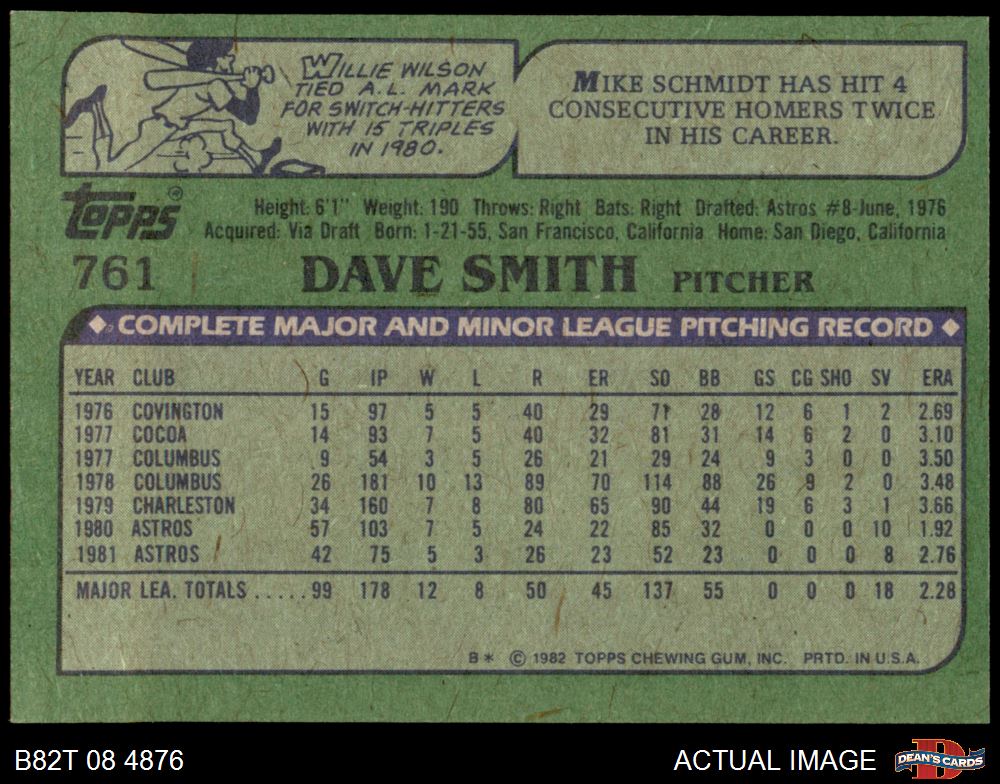 WILLIE WILSON
TIED A.L. MARK
FOR SWITCH-HITTERS
WITH 15 TRIPLES
IN 1980.
MIKE SCHMIDT HAS HIT 4
CONSECUTIVE HOMERS TWICE
IN HIS CAREER.
Topps®
Height: 6'1" Weight: 190 Throws: Right Bats: Right Drafted: Astros #8-June, 1976
Acquired: Via Draft Born: 1-21-55, San Francisco, California Home: San Diego, California
761 DAVE SMITH PITCHER
COMPLETE MAJOR AND MINOR LEAGUE PITCHING RECORD
YEAR CLUB G IP W L R ER SO BB GS CG SHO SV ERA
1976 COVINGTON 15 97 5 5 40 29 71 28 12 6 1 2 2.69
1977 COCOA 14 93 7 5 40 32 81 31 14 6 2 0 3.10
1977 COLUMBUS 9 54 3 5 26 21 29 24 9 3 0 0 3.50
1978 COLUMBUS 26 181 10 13 89 70 114 88 26 9 2 0 3.48
1979 CHARLESTON 34 160 7 8 80 65 90 44 19 6 3 1 3.66
1980 ASTROS 57 103 7 5 24 22 85 32 0 0 0 10 1.92
1981 ASTROS 42 75 5 3 26 23 52 23 0 0 0 8 2.76
MAJOR LEA. TOTALS.....99 178 12 8 50 45 137 55 0 0 0 18 2.28
B* © 1982 TOPPS CHEWING GUM, INC. PRTD. IN U.S.A.
B82T 08 4876
ACTUAL IMAGE
D
DEAN'S CARDS